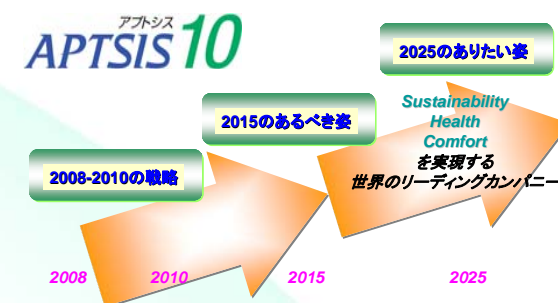 アプトシス
APTSIS 10
2025のありたい姿
2015のあるべき姿
2008-2010の戦略
Sustainability
Health
Comfort
を実現する
世界のリーディングカンパニー
2008
2010
2015
2025